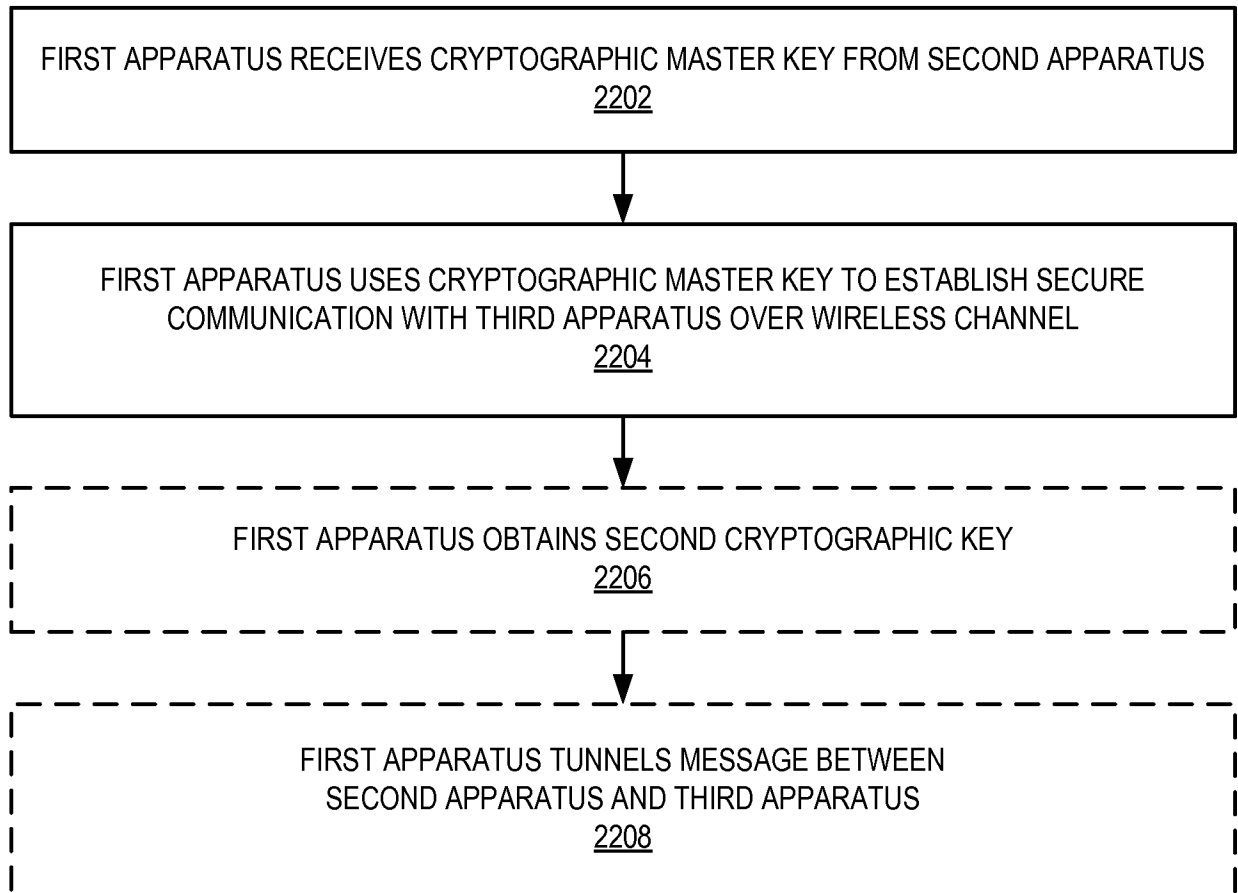 FIRST APPARATUS RECEIVES CRYPTOGRAPHIC MASTER KEY FROM SECOND APPARATUS
2202
FIRST APPARATUS USES CRYPTOGRAPHIC MASTER KEY TO ESTABLISH SECURE
COMMUNICATION WITH THIRD APPARATUS OVER WIRELESS CHANNEL
2204
FIRST APPARATUS OBTAINS SECOND CRYPTOGRAPHIC KEY
2206
FIRST APPARATUS TUNNELS MESSAGE BETWEEN
SECOND APPARATUS AND THIRD APPARATUS
2208